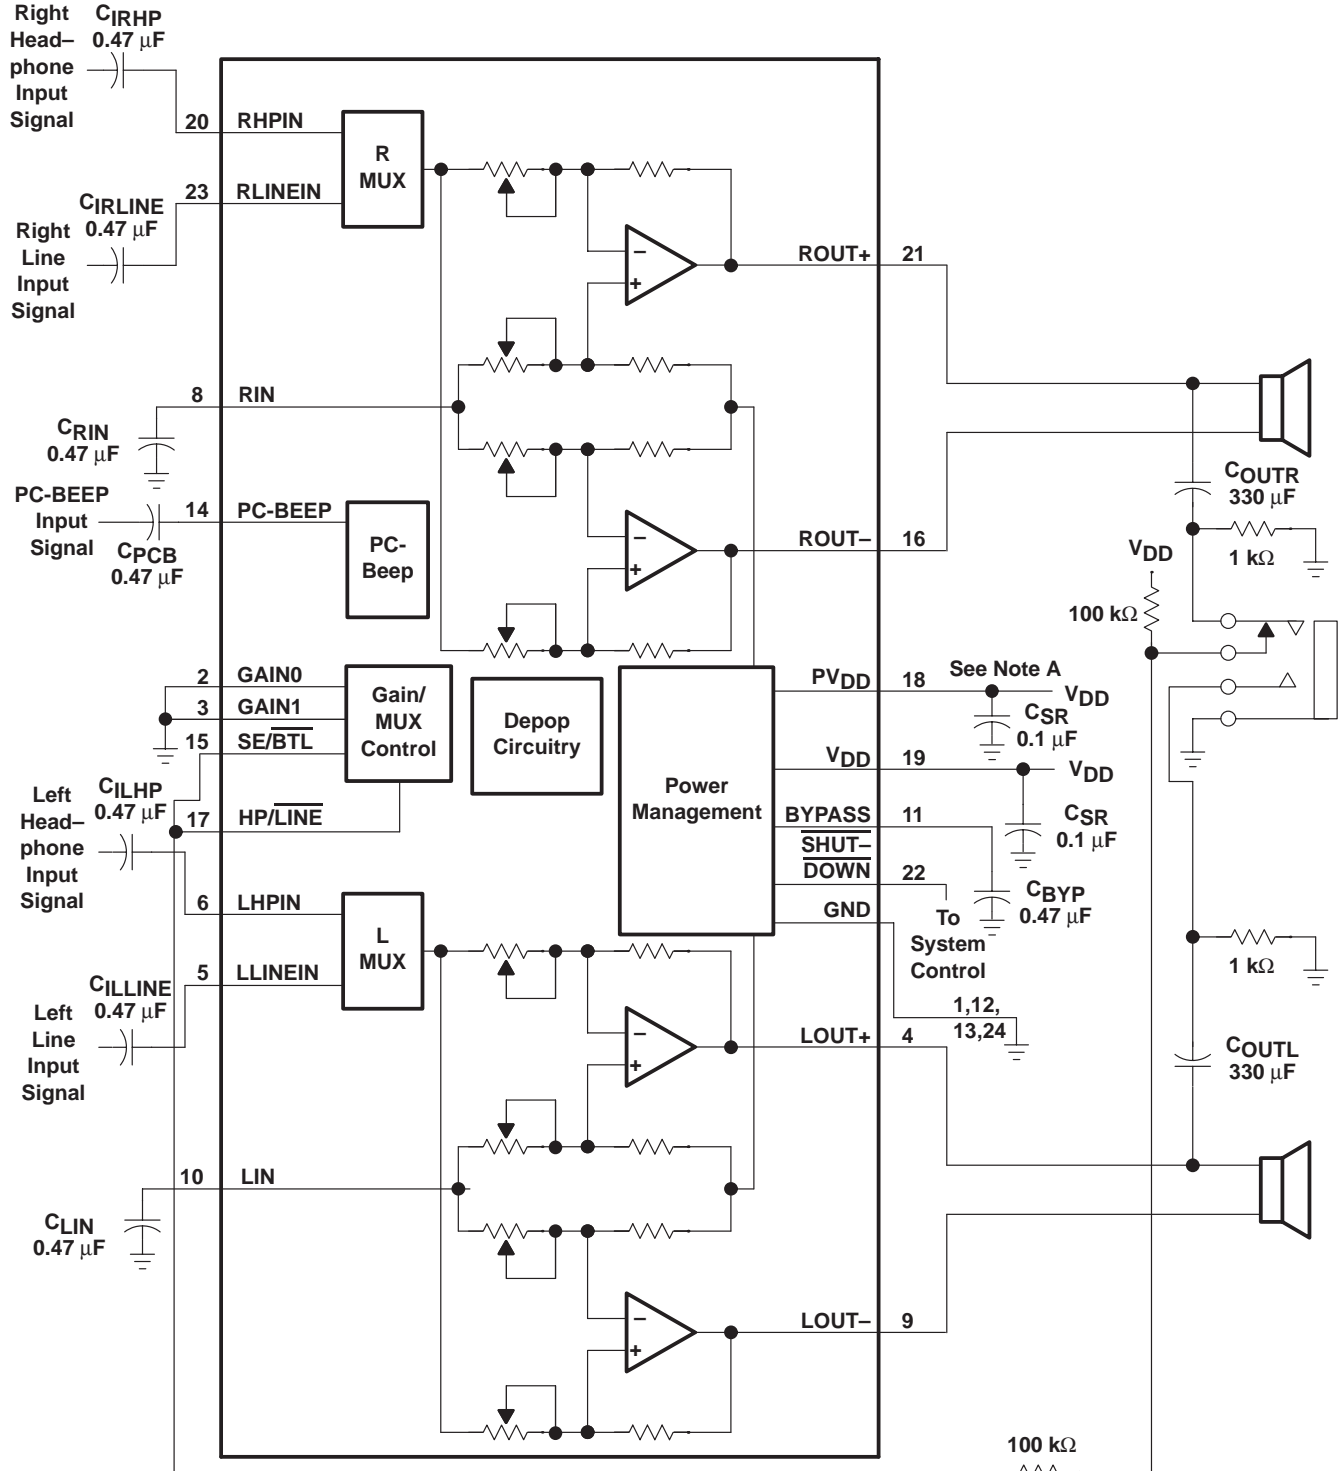 Right
Head–
phone
Input
Signal
CIRHP
0.47 μF
20
RHPIN
R
MUX
23
RLINEIN
CIRLINE
0.47 μF
Right
Line
Input
Signal
–
+
ROUT+
21
8
RIN
CRIN
0.47 μF
PC-BEEP
Input
Signal
14
PC-BEEP
CPCB
0.47 μF
PC-
Beep
–
+
ROUT–
16
COUTR
330 μF
1 kΩ
VDD
100 kΩ
2
GAIN0
3
GAIN1
15
SE/BTL
Gain/
MUX
Control
Depop
Circuitry
17
HP/LINE
Power
Management
PVDD
18
See Note A
VDD
CSR
0.1 μF
VDD
19
VDD
CSR
0.1 μF
BYPASS
11
SHUT–
DOWN
22
CBYP
0.47 μF
To
System
Control
GND
1,12,
13,24
Left
Head–
phone
Input
Signal
CILHP
0.47 μF
6
LHPIN
L
MUX
5
LLINEIN
CILLINE
0.47 μF
Left
Line
Input
Signal
–
+
LOUT+
4
1 kΩ
COUTL
330 μF
10
LIN
CLIN
0.47 μF
–
+
LOUT–
9
100 kΩ